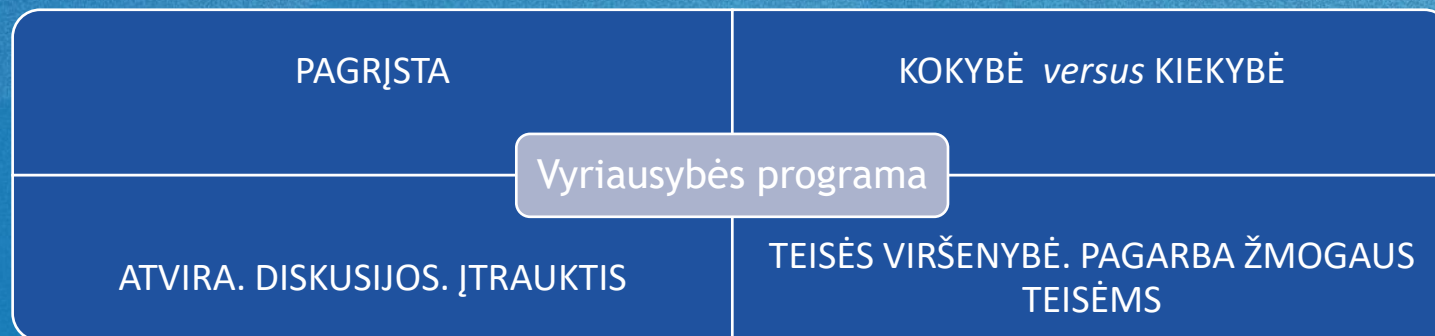 PAGRĮSTA
KOKYBĖ versus KIEKYBĖ
Vyriausybės programa
ATVIRA. DISKUSIJOS. ĮTRAUKTIS
TEISĖS VIRŠENYBĖ. PAGARBA ŽMOGAUS
TEISĖMS